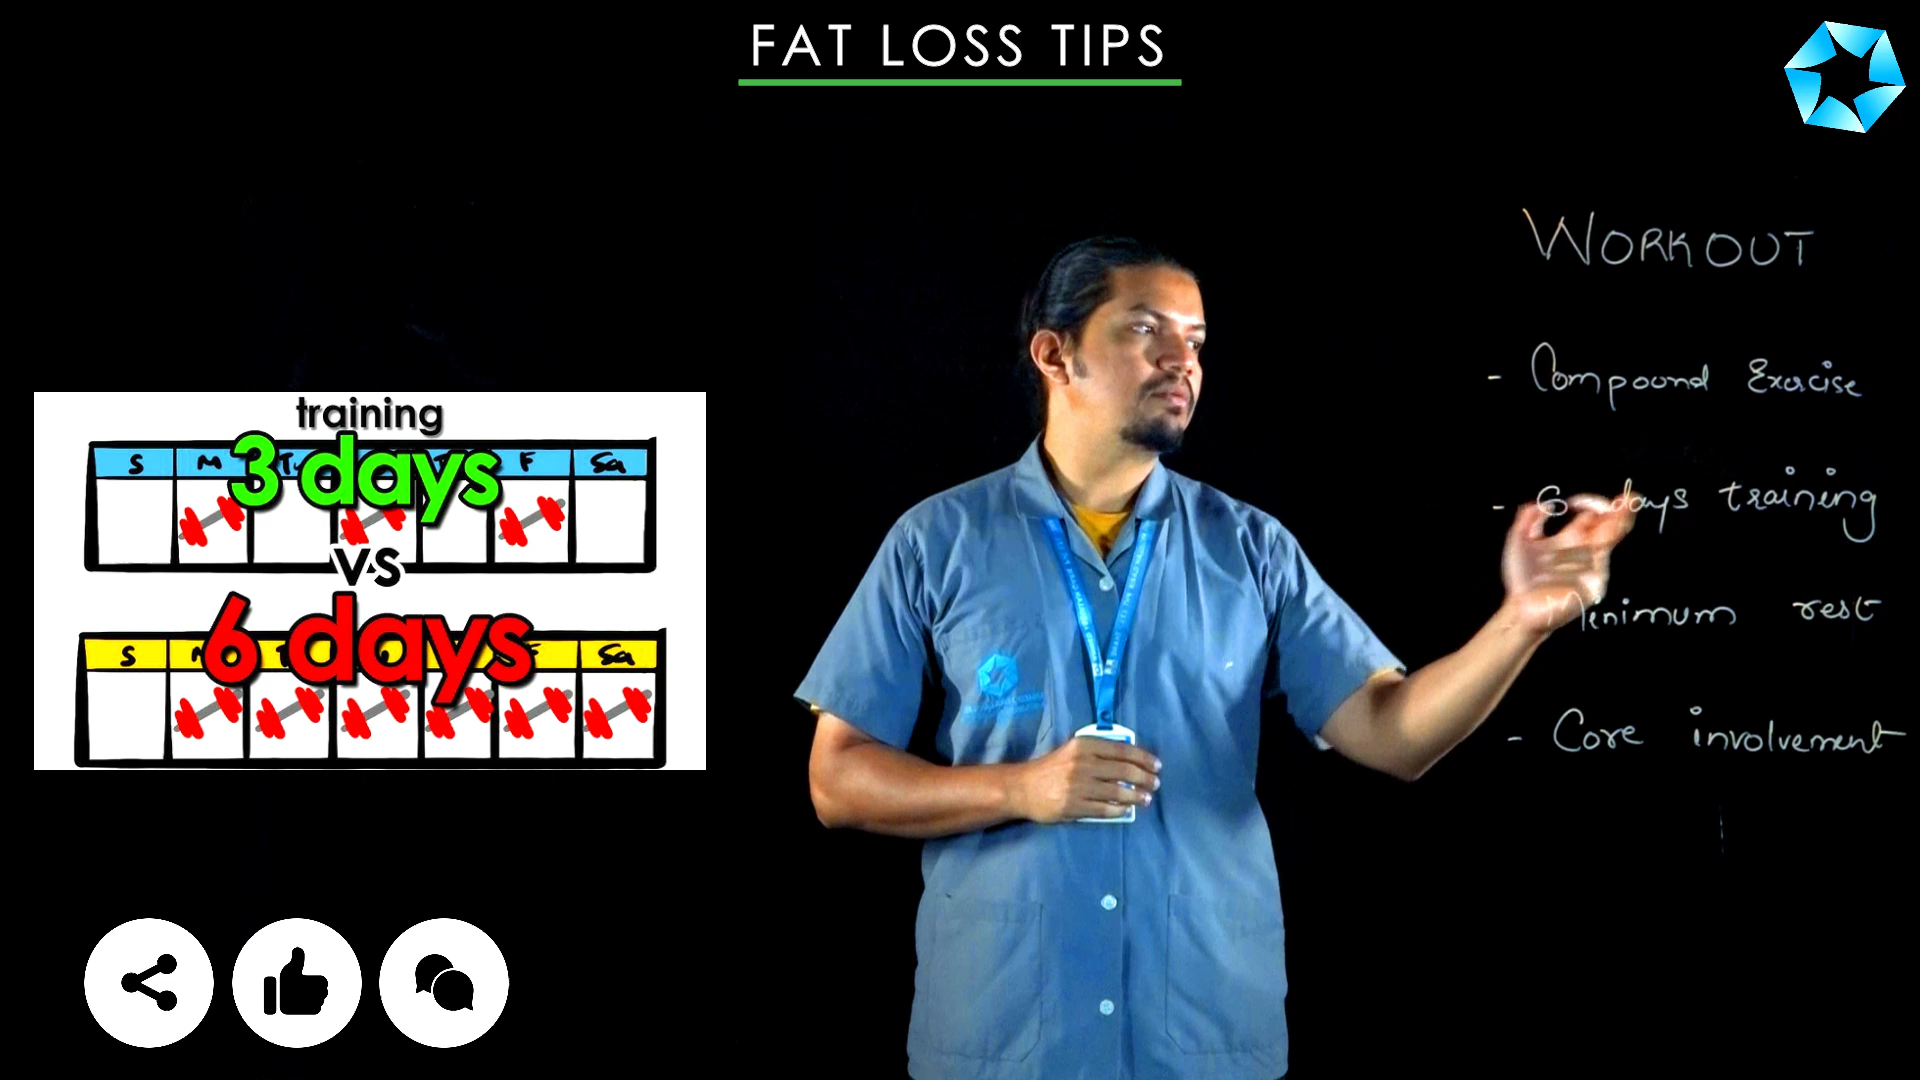 FAT LOSS TIPS
training
3 days
S M F Sa
vs
6 days
S Sa
WORKOUT
- Compound Exercise
- 6 days training
Minimum rest
- Core involvement